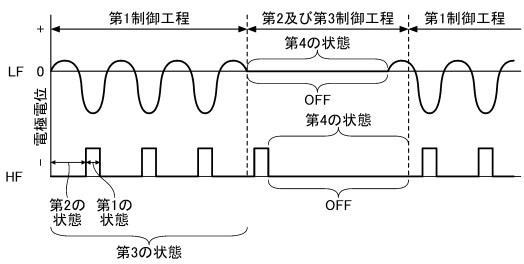 第1制御工程
第2及び第3制御工程
第1制御工程
+
第4の状態
LF
0
OFF
電極電位
第4の状態
−
HF
OFF
第2の状態
第1の状態
第3の状態